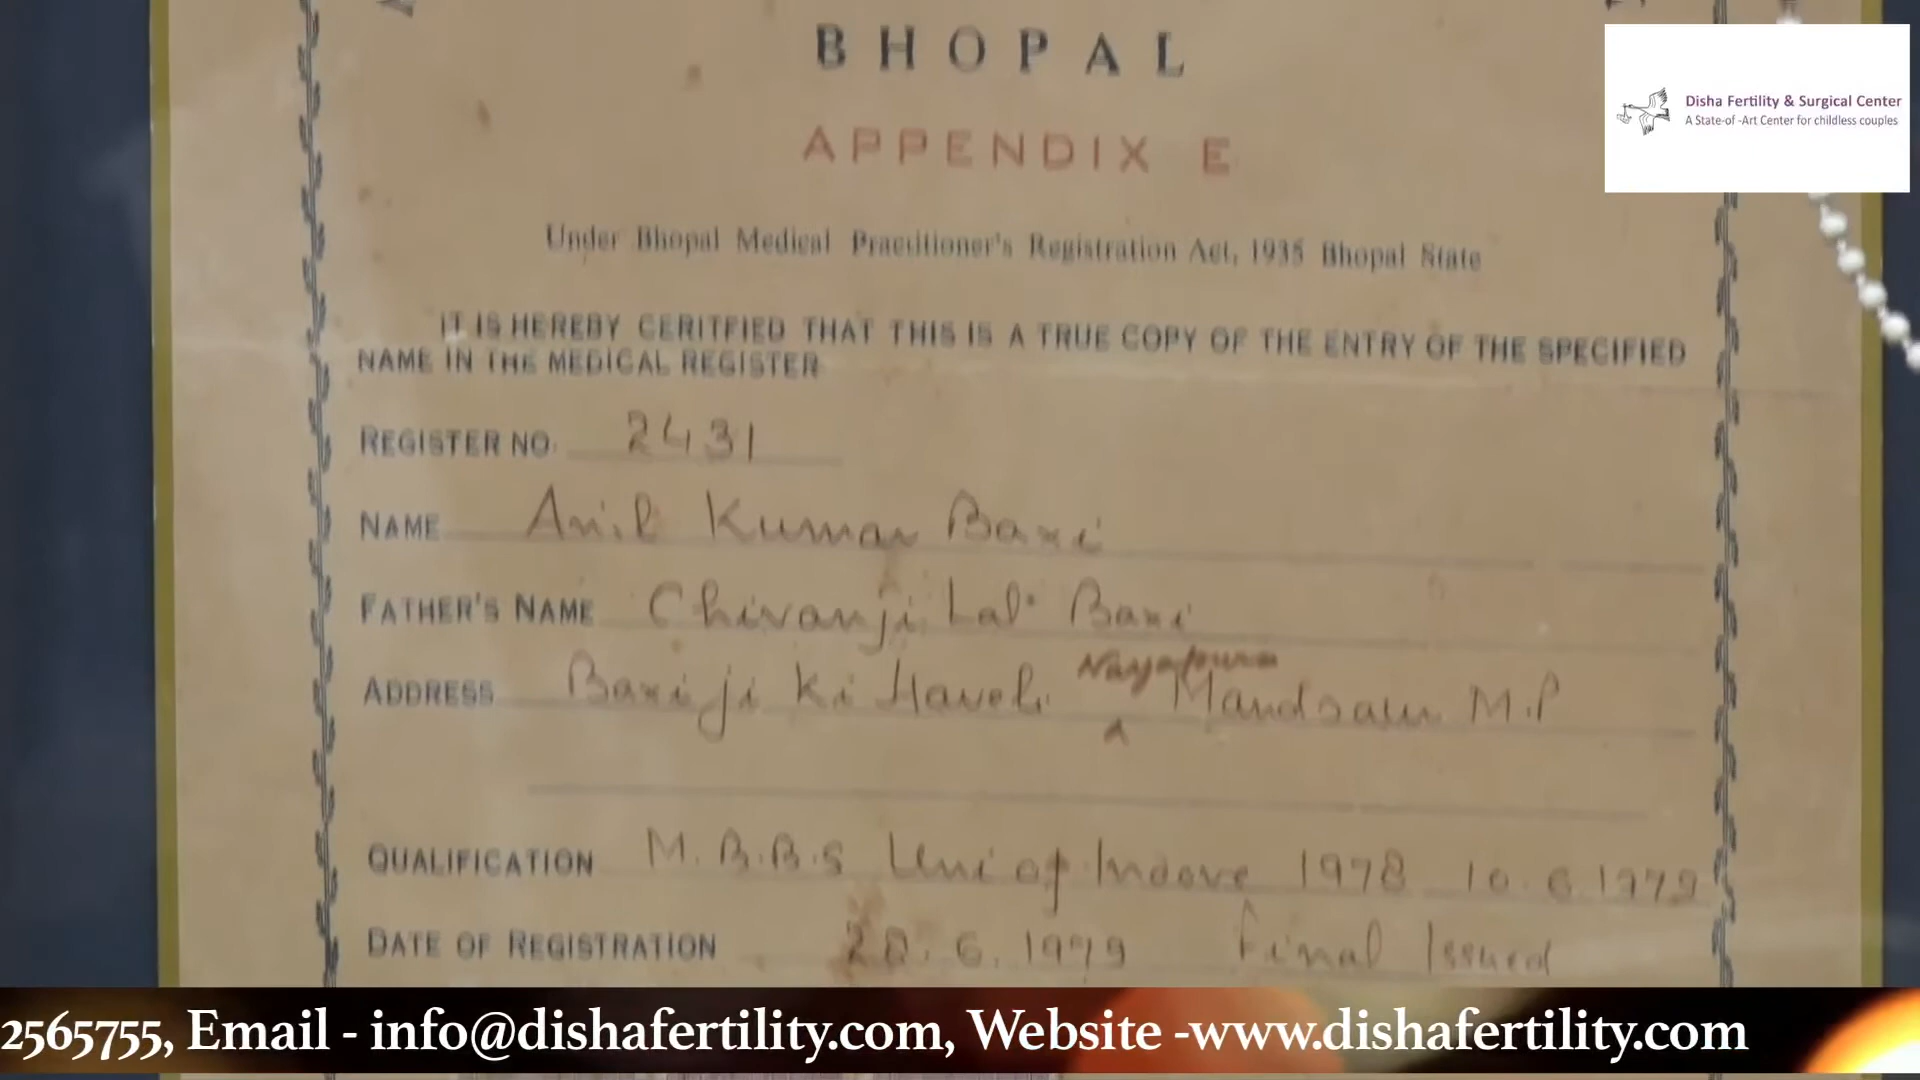 BHOPAL
APPENDIX E
Under Bhopal Medical Practitioner's Registration Act, 1935 Bhopal State
IT IS HEREBY CERITFIED THAT THIS IS A TRUE COPY OF THE ENTRY OF THE SPECIFIED
NAME IN THE MEDICAL REGISTER
REGISTER NO. 2431
NAME Anil Kumar Baxi
FATHER'S NAME Chiranji Lal Baxi
Nayapura
ADDRESS Baxi ji Ki Haveli Mandsaur M.P
QUALIFICATION M.B.B.S Uni of Indore 1978 10.6.1979
DATE OF REGISTRATION 20.6.1979 Final Issued
Disha Fertility & Surgical Center
A State-of -Art Center for childless couples
2565755, Email - info@dishafertility.com, Website -www.dishafertility.com